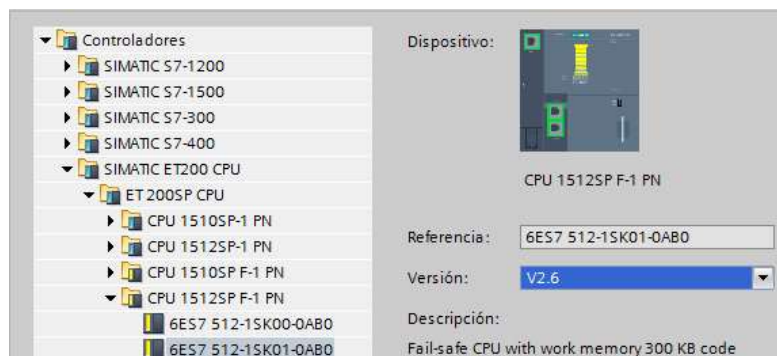 Controladores
SIMATIC S7-1200
SIMATIC S7-1500
SIMATIC S7-300
SIMATIC S7-400
SIMATIC ET200 CPU
ET 200SP CPU
CPU 1510SP-1 PN
CPU 1512SP-1 PN
CPU 1510SP F-1 PN
CPU 1512SP F-1 PN
6ES7 512-1SK00-0AB0
6ES7 512-1SK01-0AB0
Dispositivo:
CPU 1512SP F-1 PN
Referencia: 6ES7 512-1SK01-0AB0
Versión: V2.6
Descripción:
Fail-safe CPU with work memory 300 KB code